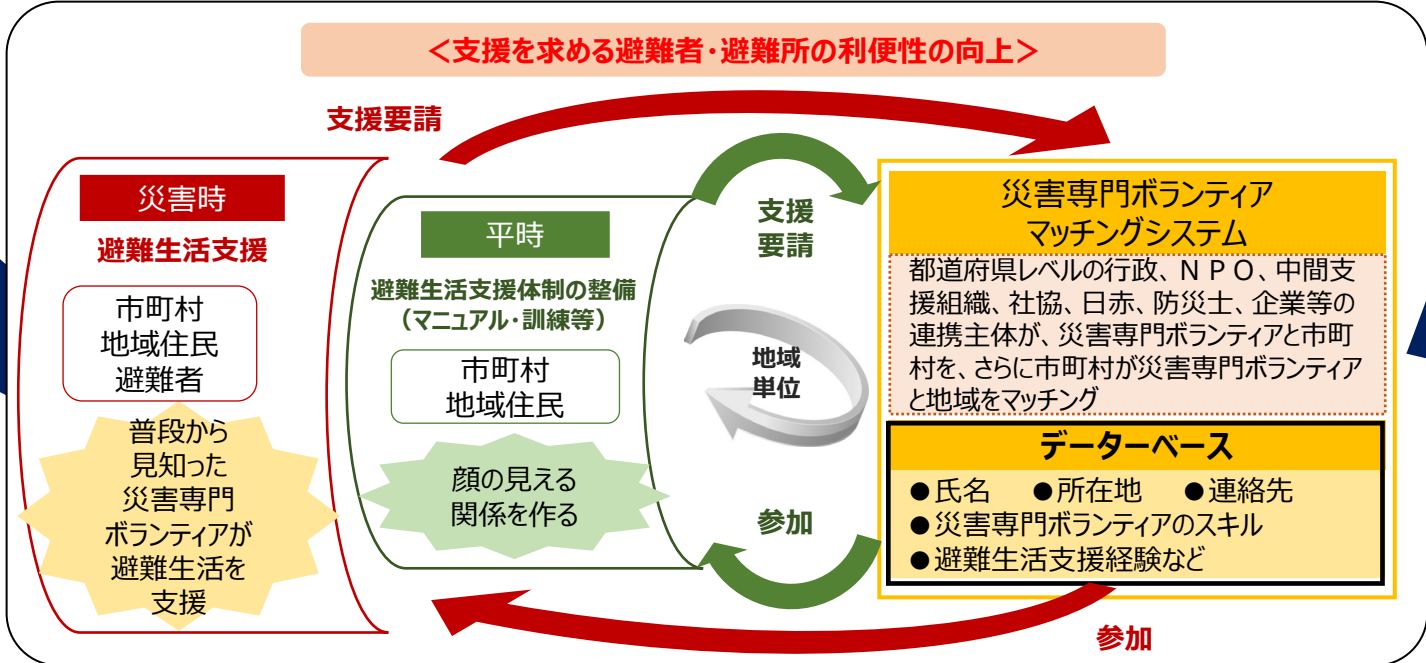 ＜支援を求める避難者・避難所の利便性の向上＞
支援要請
災害時
避難生活支援
市町村
地域住民
避難者
普段から
見知った
災害専門
ボランティアが
避難生活を
支援
平時
避難生活支援体制の整備
（マニュアル・訓練等）
市町村
地域住民
顔の見える
関係を作る
支援
要請
地域
単位
参加
災害専門ボランティア
マッチングシステム
都道府県レベルの行政、ＮＰＯ、中間支
援組織、社協、日赤、防災士、企業等の
連携主体が、災害専門ボランティアと市町
村を、さらに市町村が災害専門ボランティア
と地域をマッチング
データーベース
●氏名　●所在地　●連絡先
●災害専門ボランティアのスキル
●避難生活支援経験など
参加